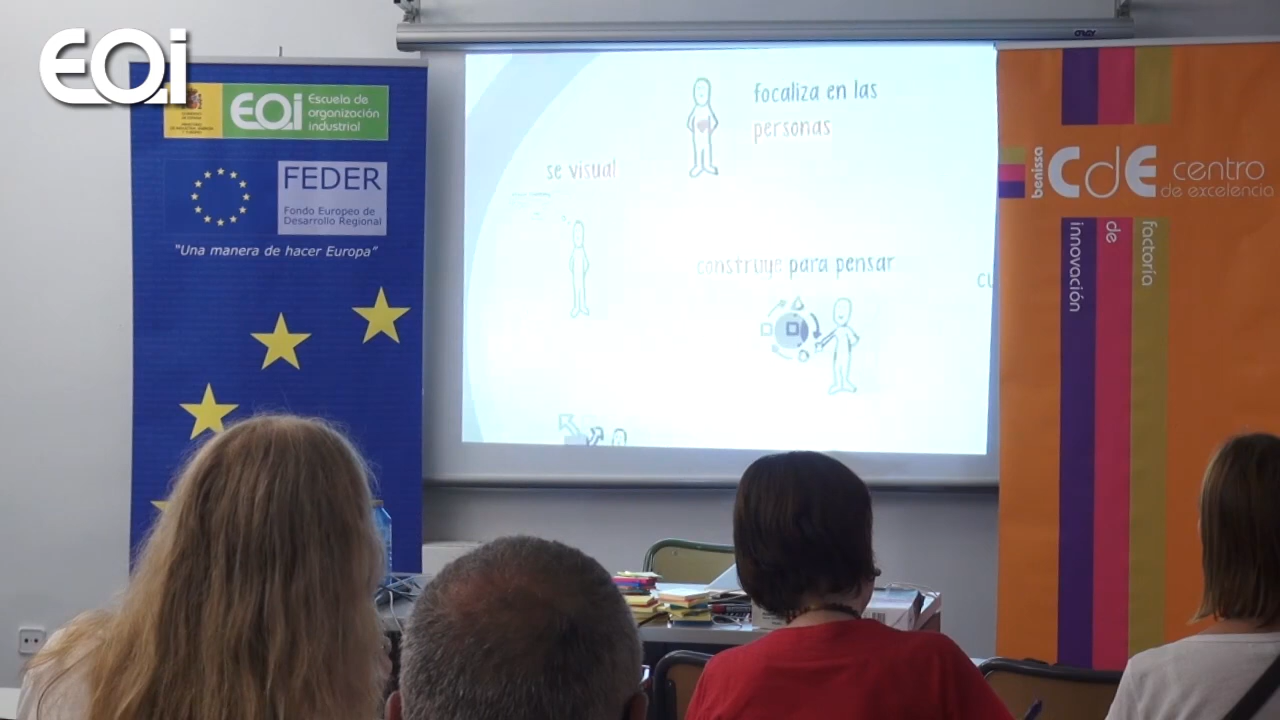 EOi
EOi Escuela de
organización
industrial
FEDER
Fondo Europeo de
Desarrollo Regional
"Una manera de hacer Europa"
focaliza en las
personas
se visual
construye para pensar
benissa
CdE centro
de excelencia
factoría
de
innovación